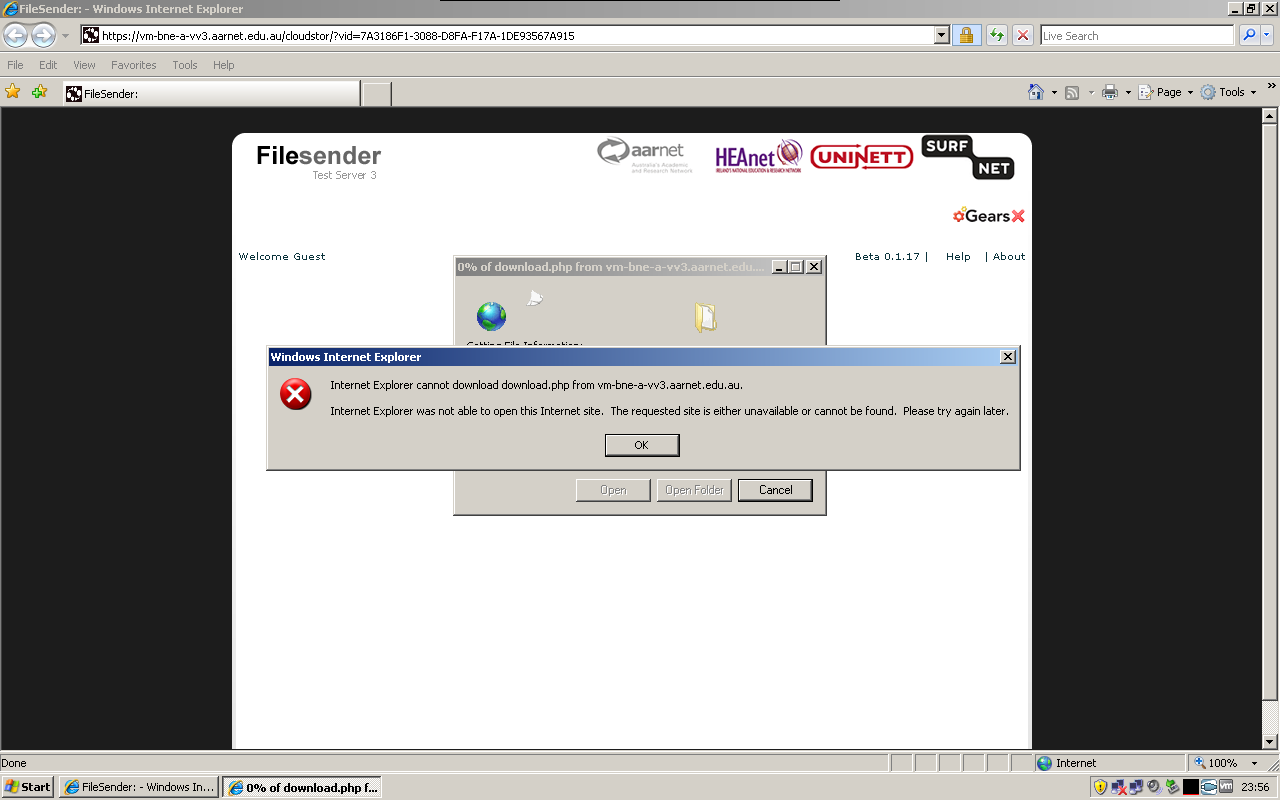 FileSender: - Windows Internet Explorer
https://vm-bne-a-vv3.aarnet.edu.au/cloudstor/?vid=7A3186F1-3088-D8FA-F17A-1DE93567A915
Live Search
File Edit View Favorites Tools Help
FileSender:
Page Tools
Filesender
Test Server 3
aarnet
Australia's Academic
and Research Network
HEAnet
IRELAND'S NATIONAL EDUCATION & RESEARCH NETWORK
UNINETT
SURF
NET
Gears
Welcome Guest
Beta 0.1.17 | Help | About
0% of download.php from vm-bne-a-vv3.aarnet.edu....
Getting File Information:
Windows Internet Explorer
Internet Explorer cannot download download.php from vm-bne-a-vv3.aarnet.edu.au.
Internet Explorer was not able to open this Internet site. The requested site is either unavailable or cannot be found. Please try again later.
OK
Open Open Folder Cancel
Done
Internet
100%
Start
FileSender: - Windows In...
0% of download.php f...
vm
23:56